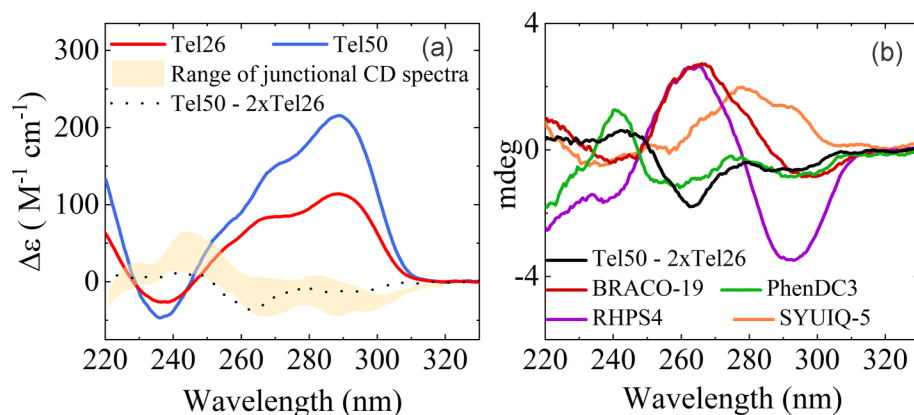 (a)
Tel26 Tel50
Range of junctional CD spectra
Tel50 - 2xTel26
300
200
100
0
Δε ( M⁻¹ cm⁻¹)
220 240 260 280 300 320
Wavelength (nm)
(b)
4
0
-4
mdeg
Tel50 - 2xTel26
BRACO-19 PhenDC3
RHPS4 SYUIQ-5
220 240 260 280 300 320
Wavelength (nm)